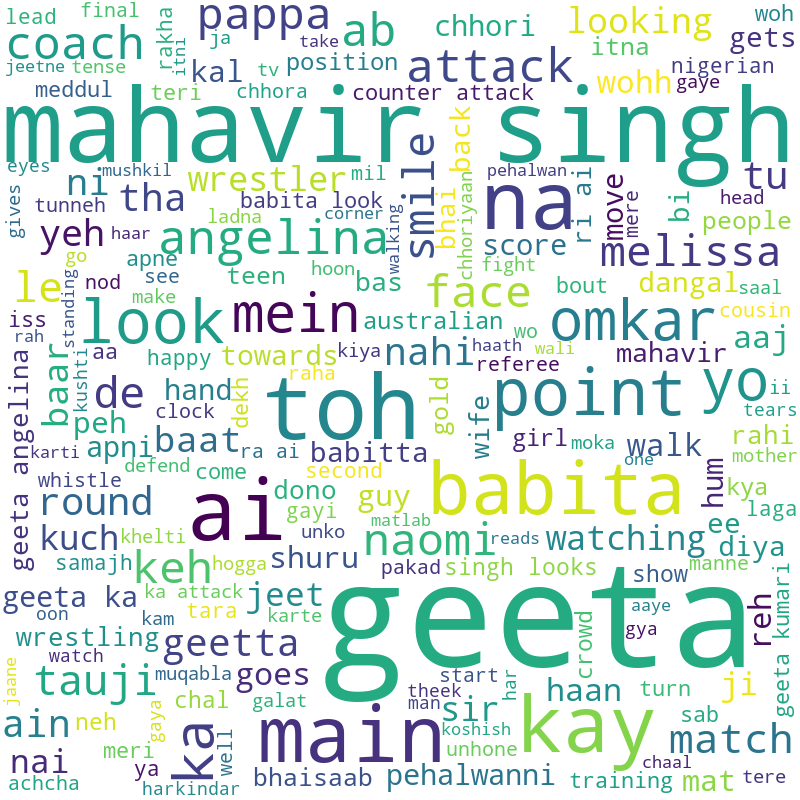 lead final
coach
jeetne tense
meddul
rakha
itni
pappa
ja
kal
teri
ab
take
tv
position
chhora
chhori
attack
counter attack
looking
itna
wohh
woh
gets
nigerian
gaye
mahavir singh
eyes
mushkil
gives
ni
tunneh
tha
wrestler
babita look
mil
ladna
corner
haar
smile
bhai back
walking
pehalwan
na
chhoriyaan
ri ai
move
mere
bi
head
tu
people
yeh
go
nod
apne
see
angelina
hoon
teen
bas
score
fight
bout
melissa
dangal
saal
cousin
le
standing
make
look
mein
face
australian
omkar
aaj
iss
rah
aa
happy
towards
kiya
nahi
wo
haath
wali
referee
mahavir
ii
geeta angelina
baar
kushti
de
hand
clock
dekh
raha
toh
gold
wife
point
yo
tears
peh
karti
apni
baat
ra ai
babitta
girl
moka
walk
rahi
mother
whistle
defend
come
second
one
hum
round
ai
dono
guy
babita
kya
laga
gayi
matlab
kuch
khelti
unko
naomi
reads
watching
ee
diya
samajh
keh
hogga
shuru
pakad
singh looks
show
manne
geeta ka
ka attack
jeet
oon
kam
tara
karte
geeta
aaye
gya
reh
geeta kumari
wrestling
geetta
crowd
watch
muqabla
goes
start
tauji
jaane
chal
galat
theek
har
haan
turn
ji
man
sir
ain
neh
gaya
ka
well
main
koshish
kay
sab
match
nai
meri
unhone
ya
chaal
achcha
harkindar
bhaisaab
pehalwanni
training
mat
tere